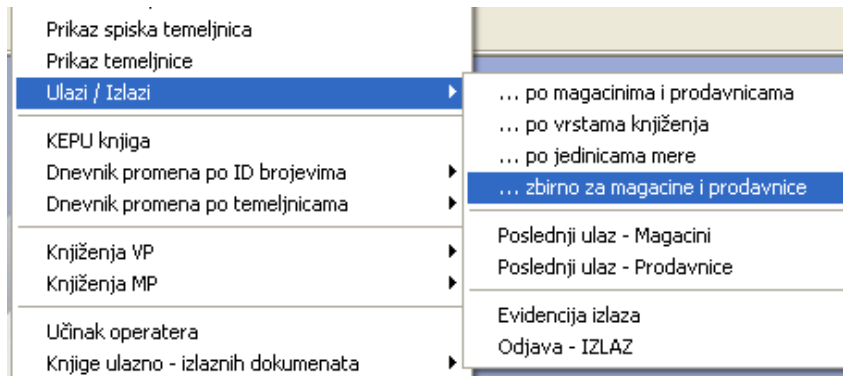 Prikaz spiska temeljnica
Prikaz temeljnice
Ulazi / Izlazi
KEPU knjiga
Dnevnik promena po ID brojevima
Dnevnik promena po temeljnicama
Knjiženja VP
Knjiženja MP
Učinak operatera
Knjige ulazno - izlaznih dokumenata
... po magacinima i prodavnicama
... po vrstama knjiženja
... po jedinicama mere
... zbirno za magacine i prodavnice
Poslednji ulaz - Magacini
Poslednji ulaz - Prodavnice
Evidencija izlaza
Odjava - IZLAZ